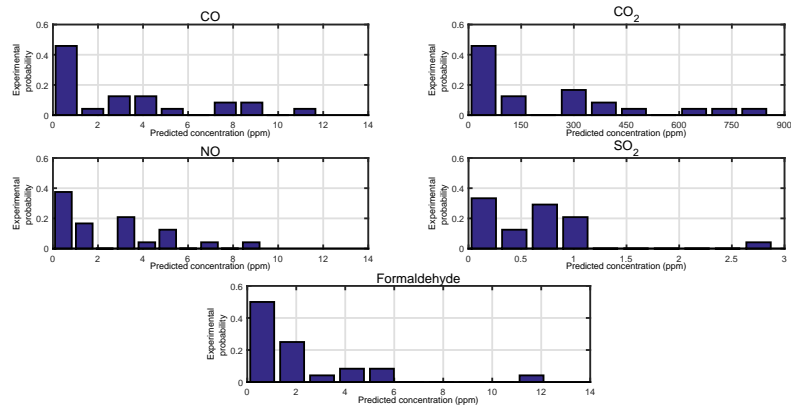 CO
Experimental
probability
0.6
0.4
0.2
0
0 2 4 6 8 10 12 14
Predicted concentration (ppm)
CO2
Experimental
probability
0.6
0.4
0.2
0
0 150 300 450 600 750 900
Predicted concentration (ppm)
NO
Experimental
probability
0.6
0.4
0.2
0
0 2 4 6 8 10 12 14
Predicted concentration (ppm)
SO2
Experimental
probability
0.6
0.4
0.2
0
0 0.5 1 1.5 2 2.5 3
Predicted concentration (ppm)
Formaldehyde
Experimental
probability
0.6
0.4
0.2
0
0 2 4 6 8 10 12 14
Predicted concentration (ppm)